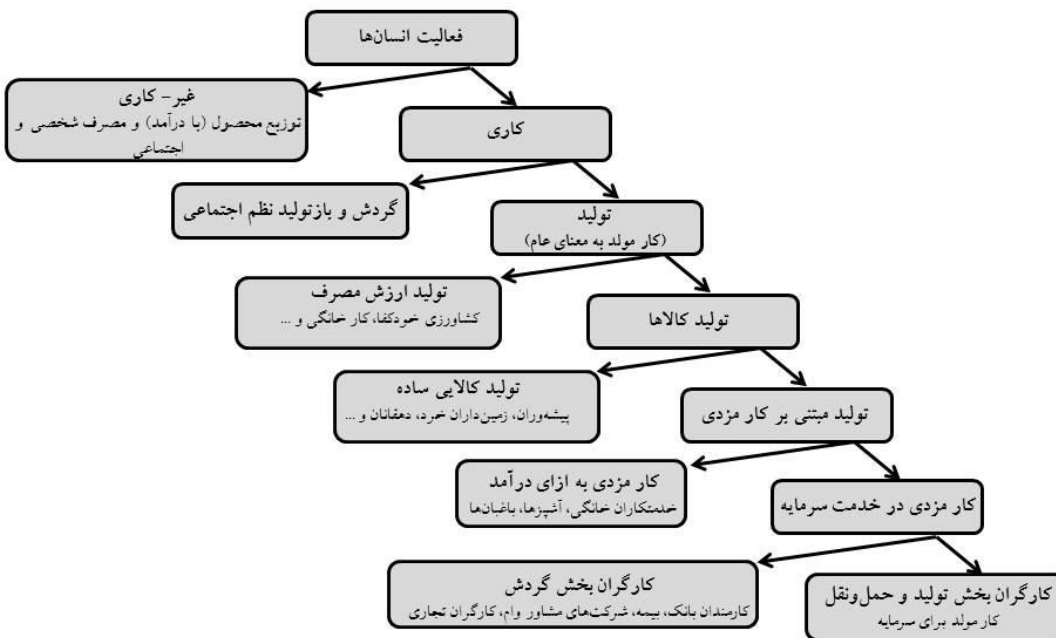 فعالیت انسان‌ها
غیر- کاری
توزیع محصول (یا درآمد) و مصرف شخصی و
اجتماعی
کاری
گردش و بازتولید نظم اجتماعی
تولید
(کار مولد به معنای عام)
تولید ارزش مصرف
کشاورزی خودکفا، کار خانگی و ...
تولید کالاها
تولید کالایی ساده
پیشه‌وران، زمین‌داران خرد، دهقانان و ...
تولید مبتنی بر کار مزدی
کار مزدی به ازای درآمد
خدمتکاران خانگی، آشپزها، باغبان‌ها
کار مزدی در خدمت سرمایه
کارگران بخش گردش
کارمندان بانک، بیمه، شرکت‌های مشاور وام، کارگران تجاری
کارگران بخش تولید و حمل‌ونقل
کار مولد برای سرمایه